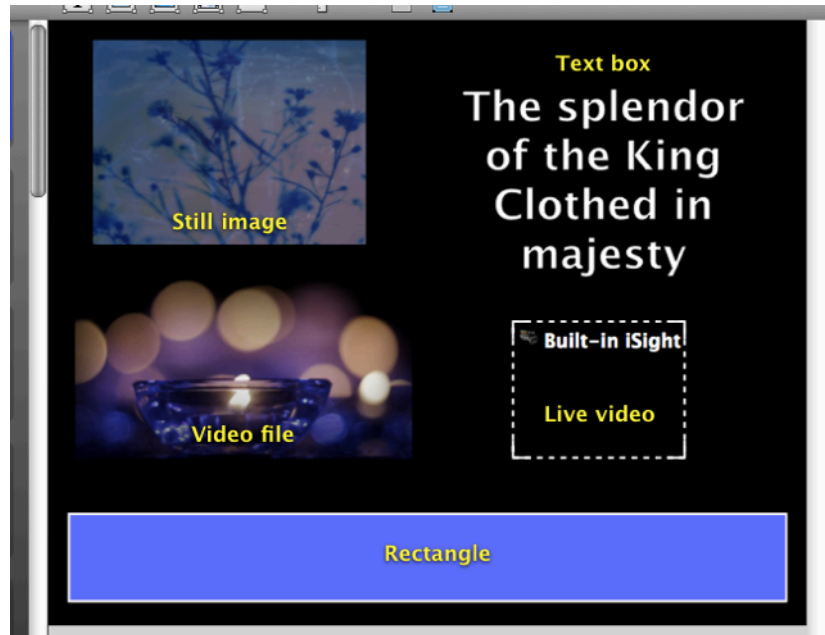 Still image
Text box
The splendor
of the King
Clothed in
majesty
Video file
Built-in iSight
Live video
Rectangle